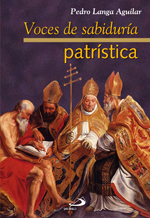 Pedro Langa Aguilar
Voces de sabiduría
patrística